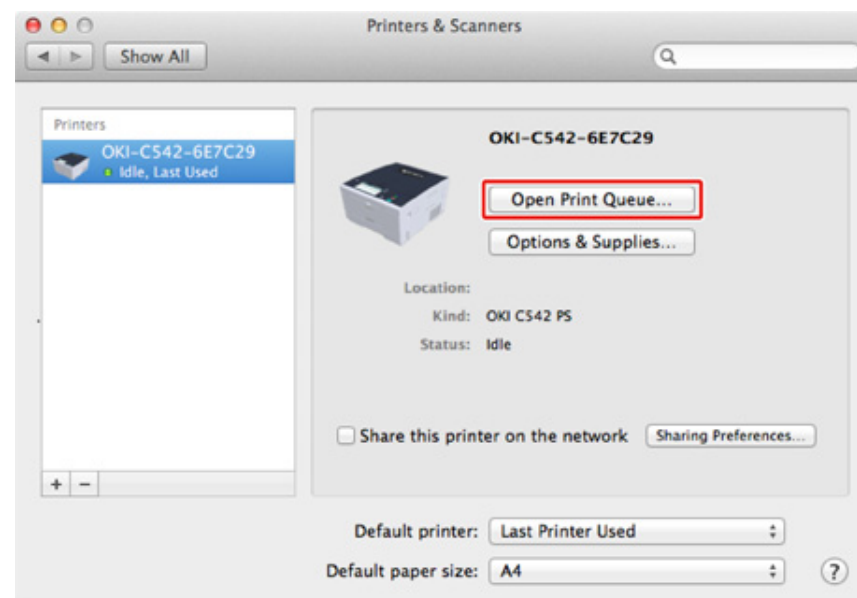 Printers & Scanners
Show All
Printers
OKI-C542-6E7C29
Idle, Last Used
OKI-C542-6E7C29
Open Print Queue...
Options & Supplies...
Location:
Kind: OKI C542 PS
Status: Idle
Share this printer on the network Sharing Preferences...
+ −
Default printer: Last Printer Used
Default paper size: A4
?